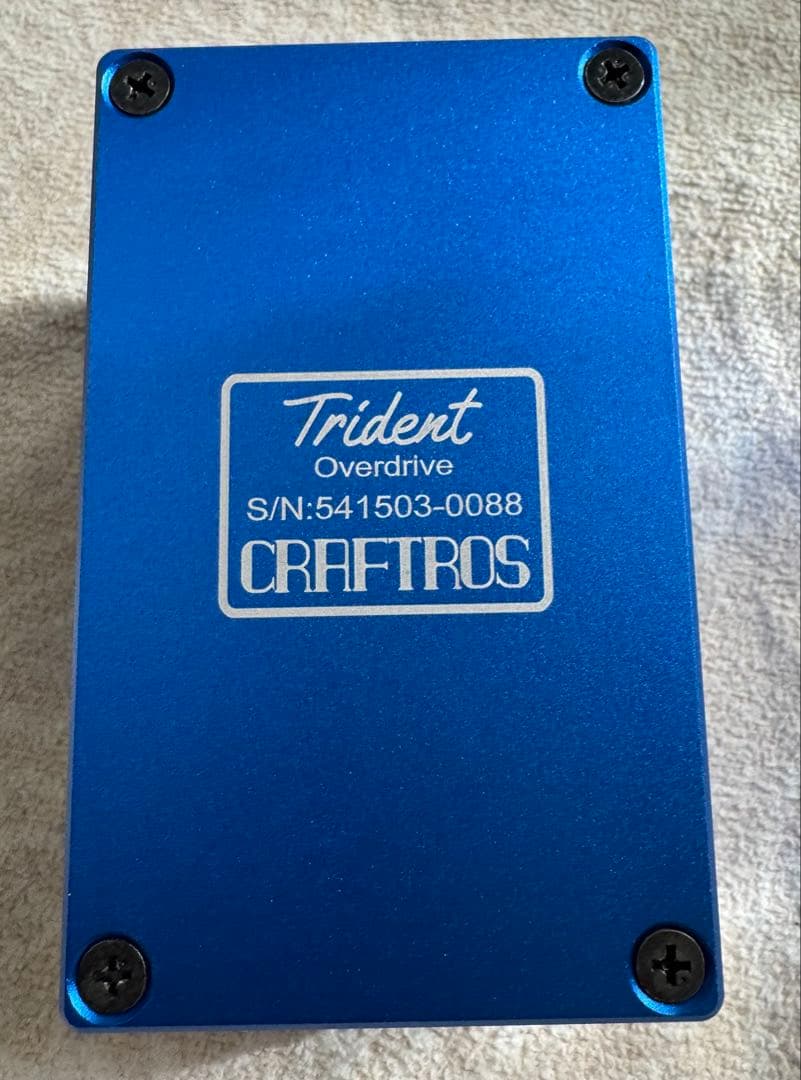 Trident
Overdrive
S/N:541503-0088
CRAFTROS